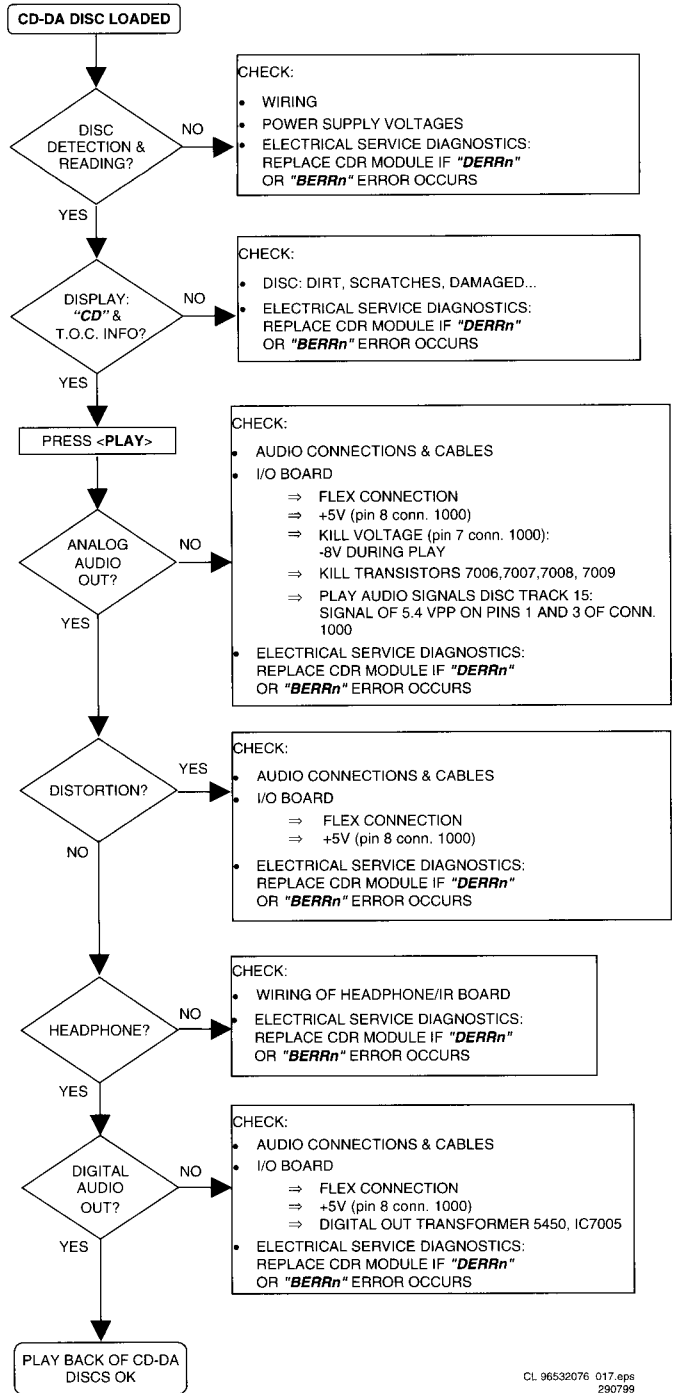 CD-DA DISC LOADED
DISC
DETECTION &
READING?
NO
YES
CHECK:
• WIRING
• POWER SUPPLY VOLTAGES
• ELECTRICAL SERVICE DIAGNOSTICS:
REPLACE CDR MODULE IF "DERRn"
OR "BERRn" ERROR OCCURS
DISPLAY:
"CD" &
T.O.C. INFO?
NO
YES
CHECK:
• DISC: DIRT, SCRATCHES, DAMAGED...
• ELECTRICAL SERVICE DIAGNOSTICS:
REPLACE CDR MODULE IF "DERRn"
OR "BERRn" ERROR OCCURS
PRESS <PLAY>
ANALOG
AUDIO
OUT?
NO
YES
CHECK:
• AUDIO CONNECTIONS & CABLES
• I/O BOARD
⇒ FLEX CONNECTION
⇒ +5V (pin 8 conn. 1000)
⇒ KILL VOLTAGE (pin 7 conn. 1000):
-8V DURING PLAY
⇒ KILL TRANSISTORS 7006,7007,7008, 7009
⇒ PLAY AUDIO SIGNALS DISC TRACK 15:
SIGNAL OF 5.4 VPP ON PINS 1 AND 3 OF CONN.
1000
• ELECTRICAL SERVICE DIAGNOSTICS:
REPLACE CDR MODULE IF "DERRn"
OR "BERRn" ERROR OCCURS
DISTORTION?
YES
NO
CHECK:
• AUDIO CONNECTIONS & CABLES
• I/O BOARD
⇒ FLEX CONNECTION
⇒ +5V (pin 8 conn. 1000)
• ELECTRICAL SERVICE DIAGNOSTICS:
REPLACE CDR MODULE IF "DERRn"
OR "BERRn" ERROR OCCURS
HEADPHONE?
NO
YES
CHECK:
• WIRING OF HEADPHONE/IR BOARD
• ELECTRICAL SERVICE DIAGNOSTICS:
REPLACE CDR MODULE IF "DERRn"
OR "BERRn" ERROR OCCURS
DIGITAL
AUDIO
OUT?
NO
YES
CHECK:
• AUDIO CONNECTIONS & CABLES
• I/O BOARD
⇒ FLEX CONNECTION
⇒ +5V (pin 8 conn. 1000)
⇒ DIGITAL OUT TRANSFORMER 5450, IC7005
• ELECTRICAL SERVICE DIAGNOSTICS:
REPLACE CDR MODULE IF "DERRn"
OR "BERRn" ERROR OCCURS
PLAY BACK OF CD-DA
DISCS OK
CL 96532076_017.eps
290799